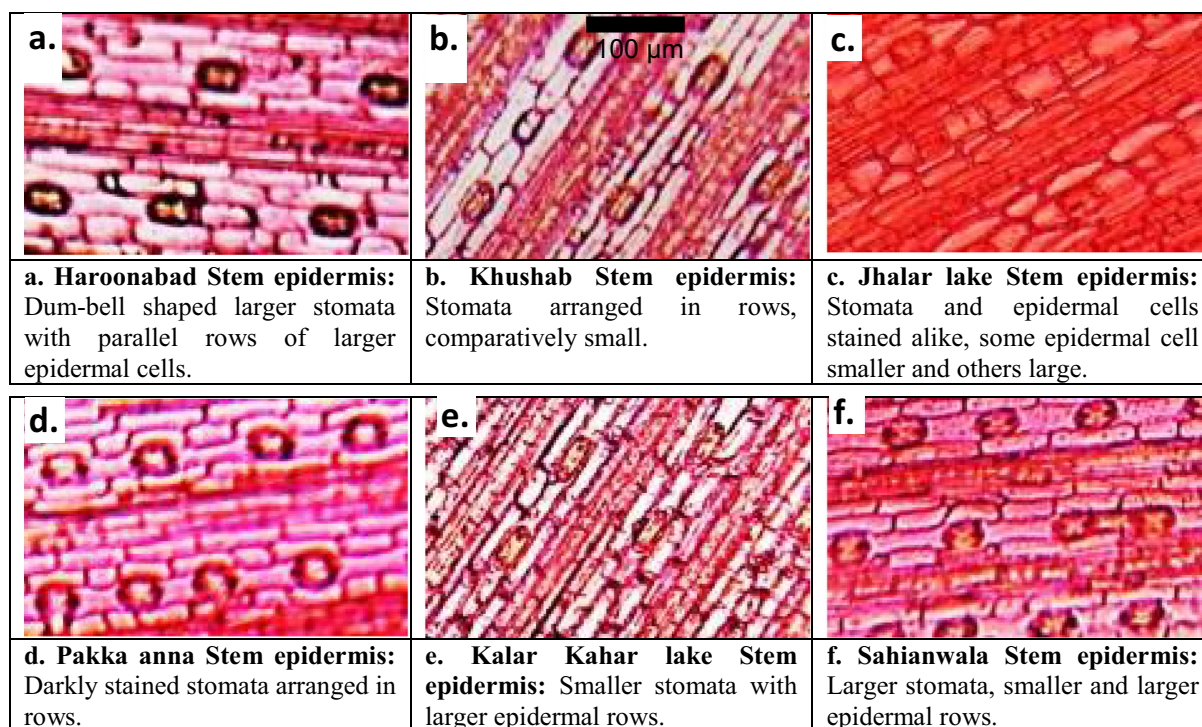 a.
b.
100 µm
c.
a. Haroonabad Stem epidermis:
Dum-bell shaped larger stomata
with parallel rows of larger
epidermal cells.
b. Khushab Stem epidermis:
Stomata arranged in rows,
comparatively small.
c. Jhalar lake Stem epidermis:
Stomata and epidermal cells
stained alike, some epidermal cell
smaller and others large.
d.
e.
f.
d. Pakka anna Stem epidermis:
Darkly stained stomata arranged in
rows.
e. Kalar Kahar lake Stem
epidermis: Smaller stomata with
larger epidermal rows.
f. Sahianwala Stem epidermis:
Larger stomata, smaller and larger
epidermal rows.